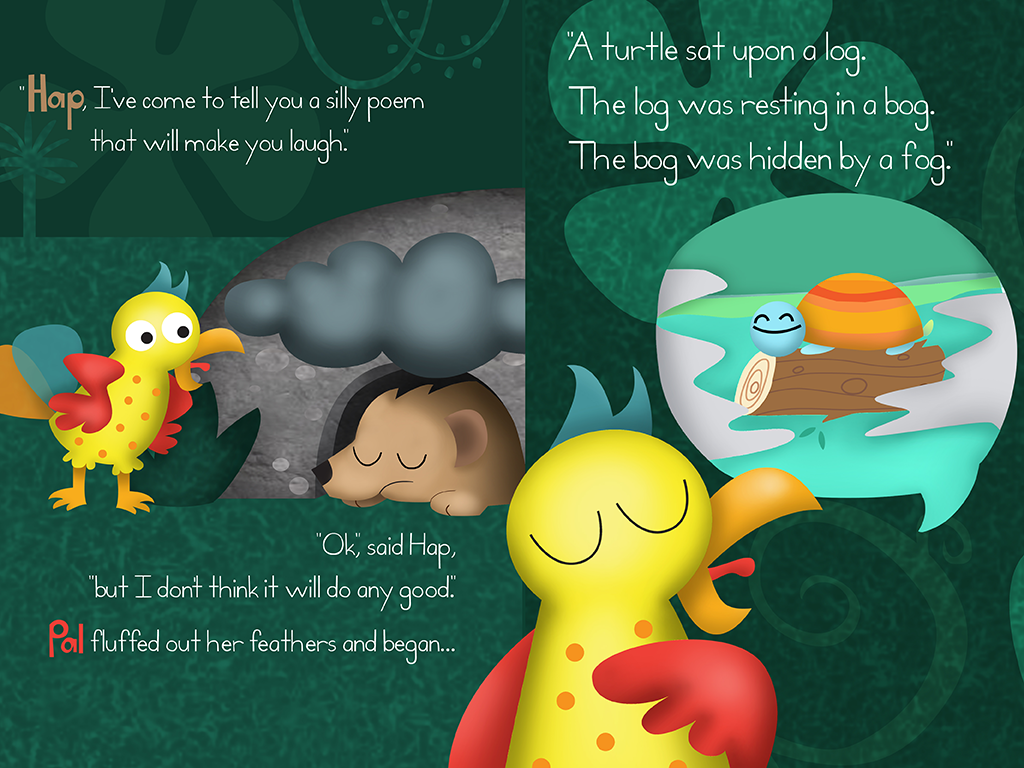 "Hap, I've come to tell you a silly poem
that will make you laugh."
"Ok", said Hap,
"but I don't think it will do any good."
Pal fluffed out her feathers and began...
"A turtle sat upon a log.
The log was resting in a bog.
The bog was hidden by a fog."